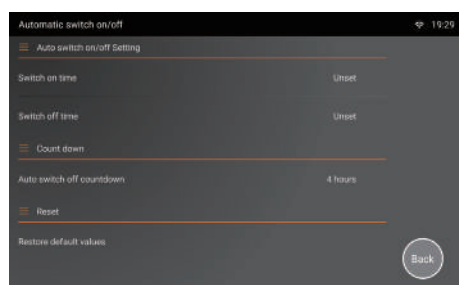 Automatic switch on/off 19:29
Auto switch on/off Setting
Switch on time Unset
Switch off time Unset
Count down
Auto switch off countdown 4 hours
Reset
Restore default values
Back